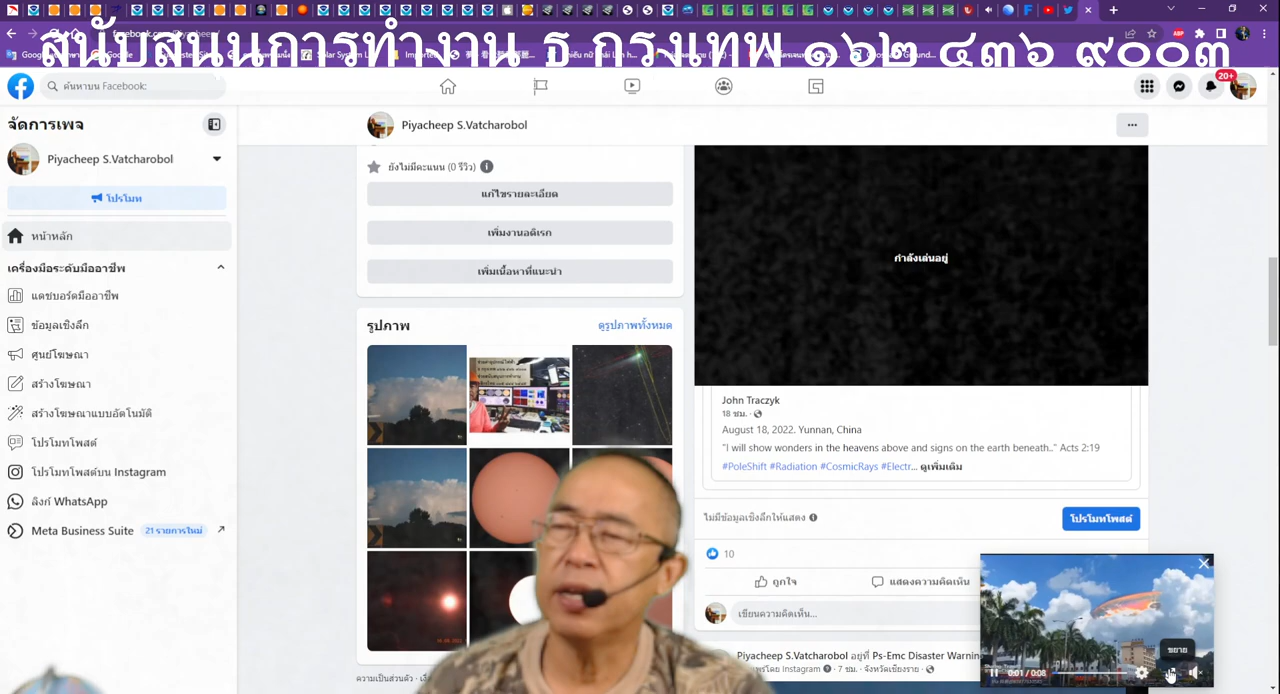 สนับสนุนการทำงาน ธ กรุงเทพ ๑๖๒ ๔๓๖ ๙๐๐๓
ค้นหาบน Facebook:
20+
จัดการเพจ
Piyacheep S.Vatcharobol
Piyacheep S.Vatcharobol
โปรโมท
หน้าหลัก
เครื่องมือระดับมืออาชีพ
แดชบอร์ดมืออาชีพ
ข้อมูลเชิงลึก
ศูนย์โฆษณา
สร้างโฆษณา
สร้างโฆษณาแบบอัตโนมัติ
โปรโมทโพสต์
โปรโมทโพสต์บน Instagram
ลิงก์ WhatsApp
Meta Business Suite
21 รายการใหม่
ยังไม่มีคะแนน (0 รีวิว)
แก้ไขรายละเอียด
เพิ่มงานอดิเรก
เพิ่มเนื้อหาที่แนะนำ
รูปภาพ
ดูรูปภาพทั้งหมด
กำลังเล่นอยู่
John Traczyk
18 ชม.
August 18, 2022. Yunnan, China
"I will show wonders in the heavens above and signs on the earth beneath.." Acts 2:19
#PoleShift #Radiation #CosmicRays #Electr... ดูเพิ่มเติม
ไม่มีข้อมูลเชิงลึกให้แสดง
โปรโมทโพสต์
10
ถูกใจ
แสดงความคิดเห็น
เขียนความคิดเห็น...
Piyacheep S.Vatcharobol อยู่ที่ Ps-Emc Disaster Warnin
Instagram
7 ชม. จังหวัดเชียงราย
ขยาย
0:01 / 0:08
ความเป็นส่วนตัว